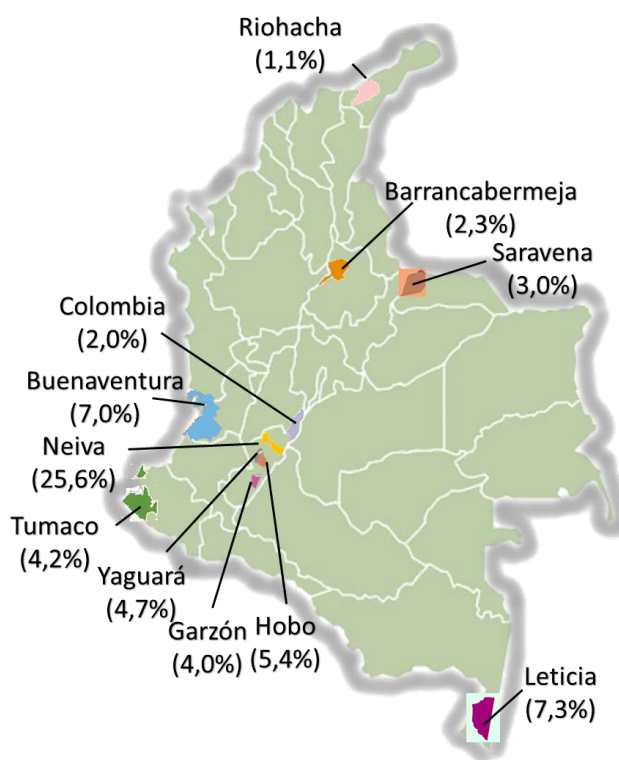 Riohacha
(1,1%)
Barrancabermeja
(2,3%)
Saravena
(3,0%)
Colombia
(2,0%)
Buenaventura
(7,0%)
Neiva
(25,6%)
Tumaco
(4,2%)
Yaguará
(4,7%)
Garzón
(4,0%)
Hobo
(5,4%)
Leticia
(7,3%)